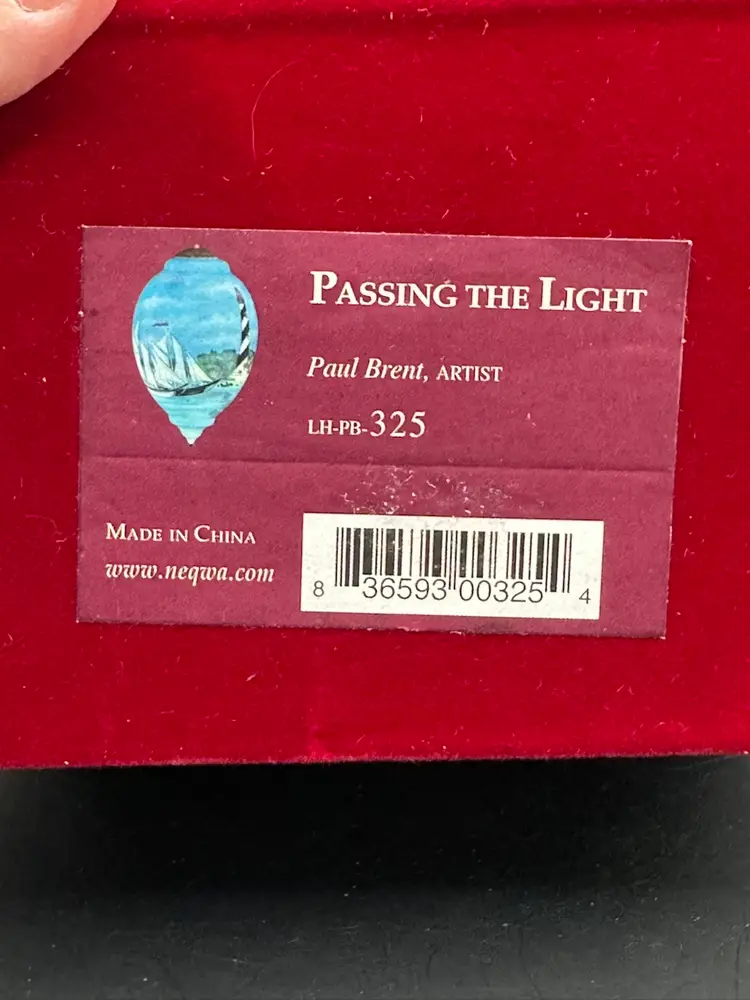 PASSING THE LIGHT
Paul Brent, ARTIST
LH-PB-325
MADE IN CHINA
www.neqwa.com
8 36593 00325 4